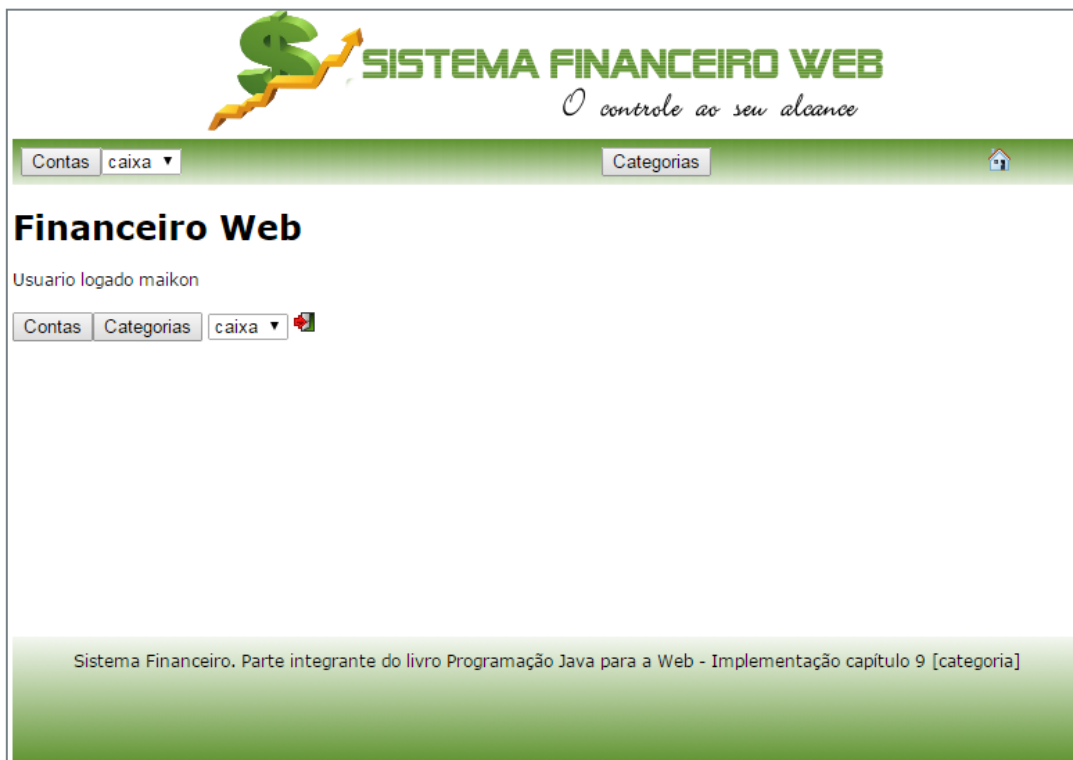 SISTEMA FINANCEIRO WEB
O controle ao seu alcance
Contas caixa Categorias
Financeiro Web
Usuario logado maikon
Contas Categorias caixa
Sistema Financeiro. Parte integrante do livro Programação Java para a Web - Implementação capítulo 9 [categoria]